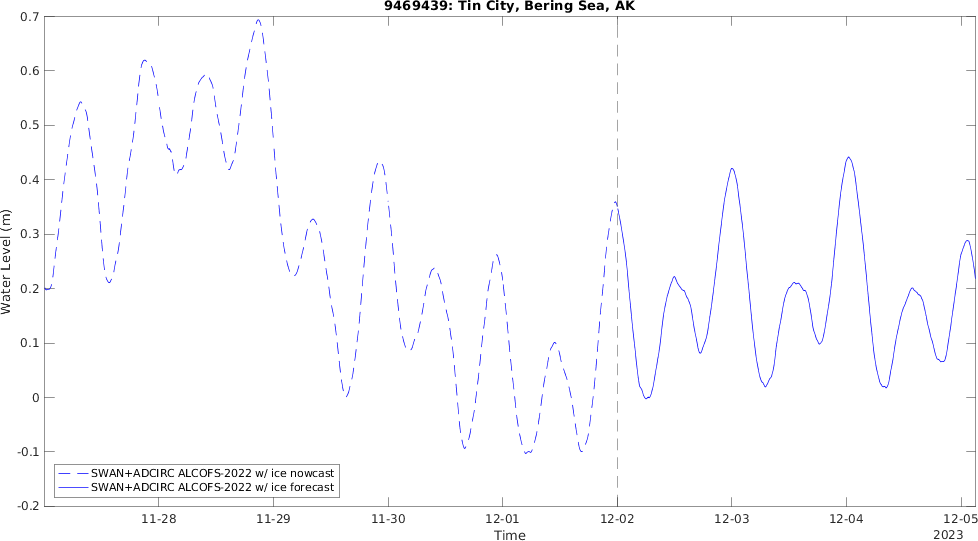 9469439: Tin City, Bering Sea, AK
0.7
0.6
0.5
0.4
0.3
0.2
0.1
0
-0.1
-0.2
Water Level (m)
SWAN+ADCIRC ALCOFS-2022 w/ ice nowcast
SWAN+ADCIRC ALCOFS-2022 w/ ice forecast
11-28 11-29 11-30 12-01 12-02 12-03 12-04 12-05
Time
2023